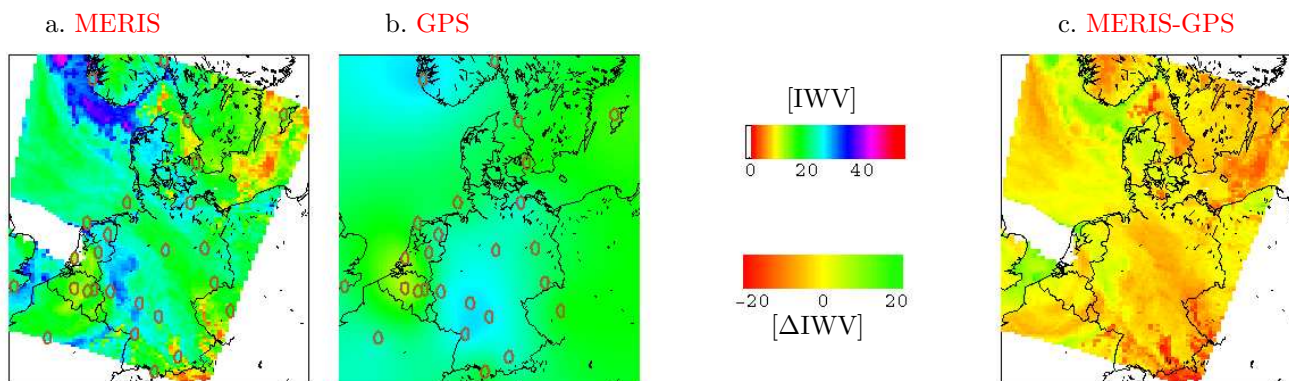 a. MERIS
b. GPS
c. MERIS-GPS
[IWV]
0 20 40
−20 0 20
[ΔIWV]